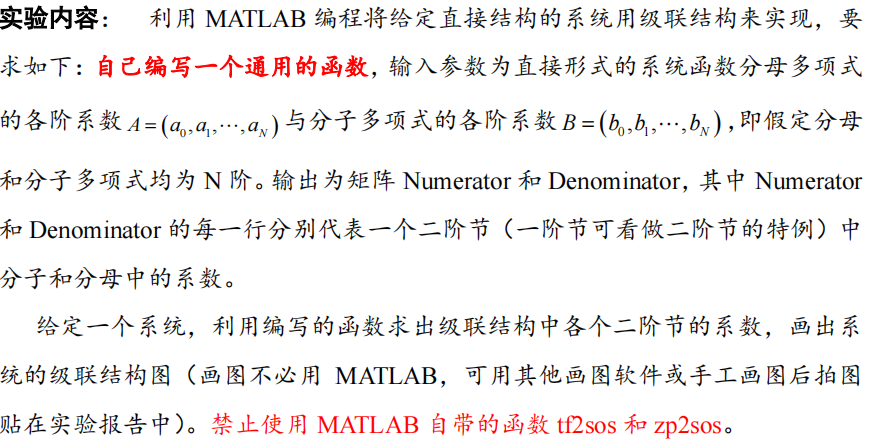 实验内容： 利用 MATLAB 编程将给定直接结构的系统用级联结构来实现，要
求如下：自己编写一个通用的函数，输入参数为直接形式的系统函数分母多项式
的各阶系数 A=(a₀,a₁,⋯,a_N) 与分子多项式的各阶系数 B=(b₀,b₁,⋯,b_N)，即假定分母
和分子多项式均为 N 阶。输出为矩阵 Numerator 和 Denominator，其中 Numerator
和 Denominator 的每一行分别代表一个二阶节（一阶节可看做二阶节的特例）中
分子和分母中的系数。
给定一个系统，利用编写的函数求出级联结构中各个二阶节的系数，画出系
统的级联结构图（画图不必用 MATLAB，可用其他画图软件或手工画图后拍图
贴在实验报告中）。禁止使用 MATLAB 自带的函数 tf2sos 和 zp2sos。